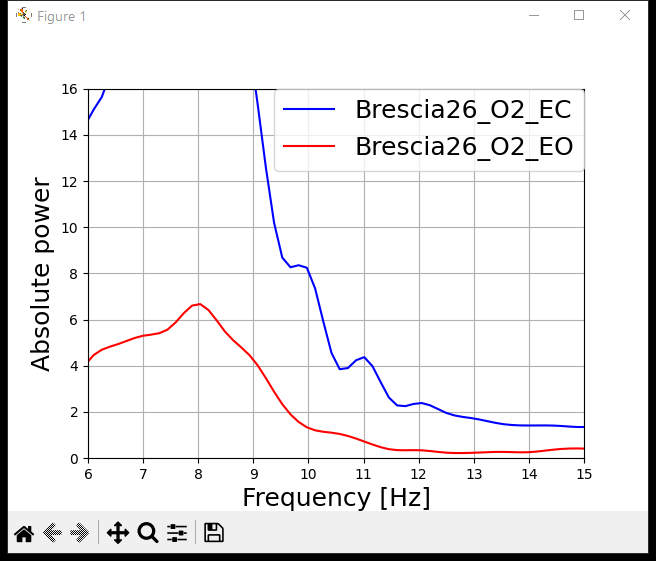 Figure 1
Brescia26_O2_EC
Brescia26_O2_EO
Absolute power
16
14
12
10
8
6
4
2
0
6 7 8 9 10 11 12 13 14 15
Frequency [Hz]